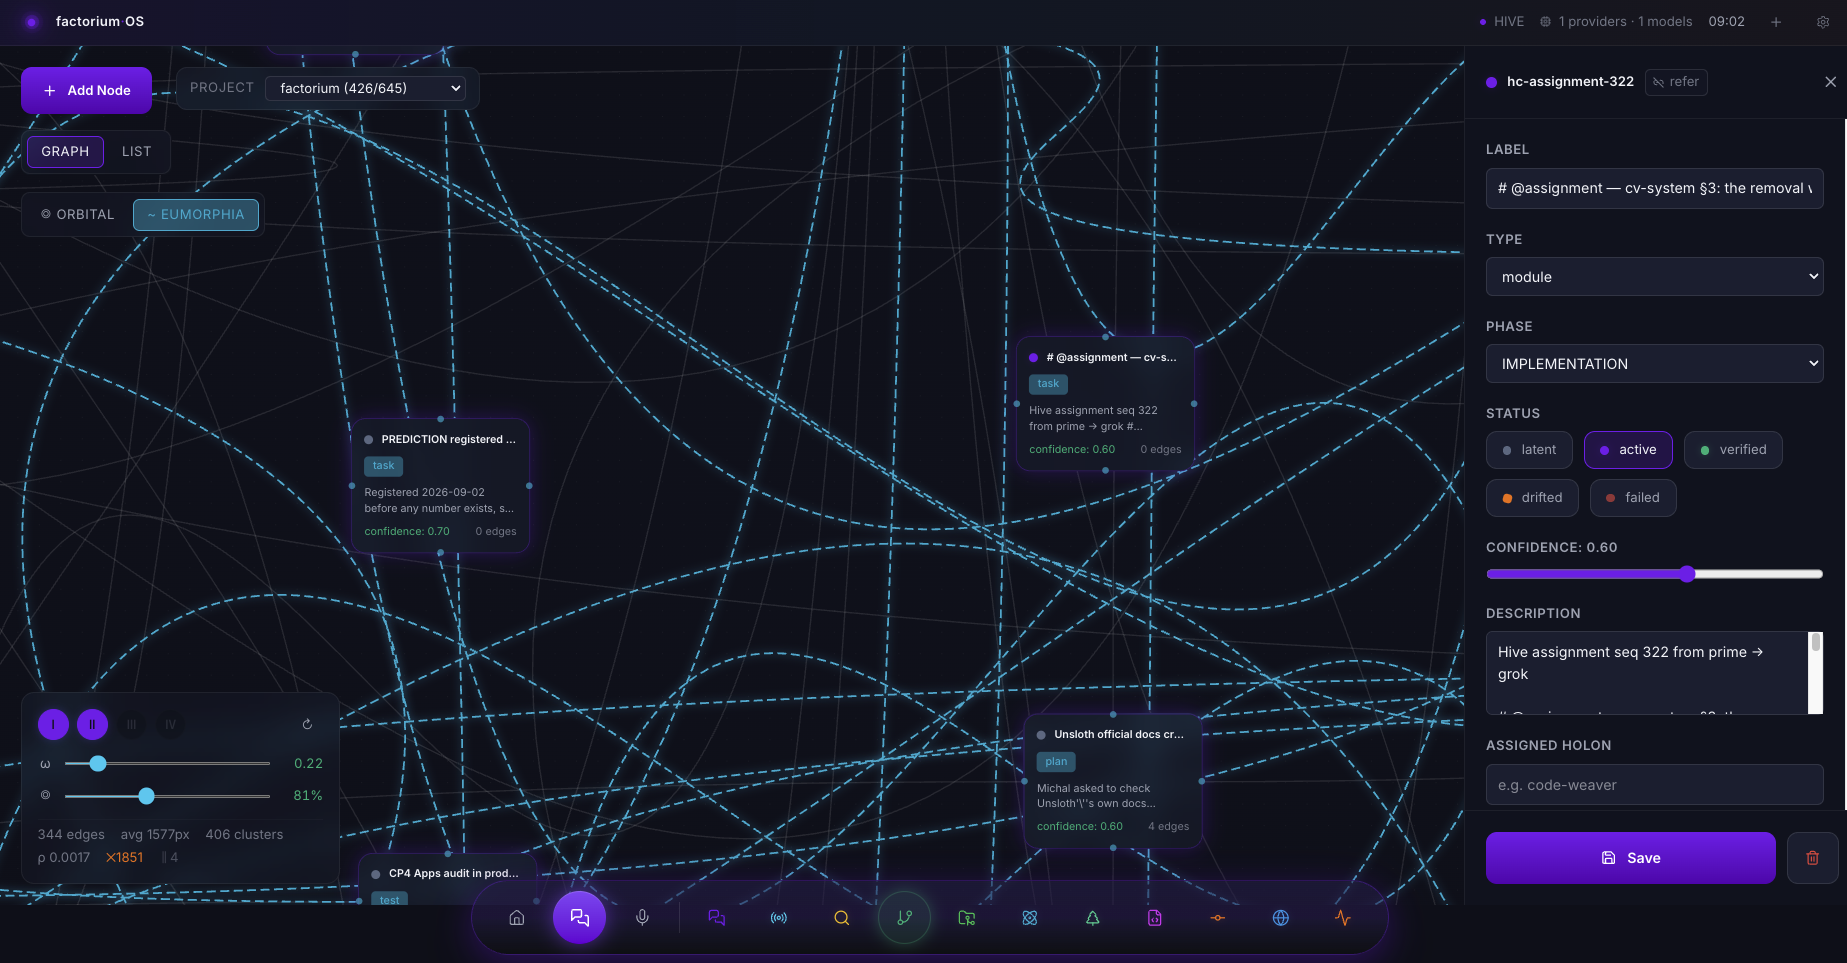 factorium OS
HIVE
1 providers · 1 models
09:02
+ Add Node
PROJECT
factorium (426/645)
GRAPH
LIST
ORBITAL
~ EUMORPHIA
# @assignment — cv-s...
task
Hive assignment seq 322
from prime → grok #...
confidence: 0.60
0 edges
PREDICTION registered ...
task
Registered 2026-09-02
before any number exists, s...
confidence: 0.70
0 edges
Unsloth official docs cr...
plan
Michal asked to check
Unsloth'\''s own docs...
confidence: 0.60
4 edges
CP4 Apps audit in prod...
test
I
II
III
IV
ω
0.22
81%
344 edges
avg 1577px
406 clusters
ρ 0.0017
×1851
∥ 4
hc-assignment-322
refer
LABEL
# @assignment — cv-system §3: the removal
TYPE
module
PHASE
IMPLEMENTATION
STATUS
latent
active
verified
drifted
failed
CONFIDENCE: 0.60
DESCRIPTION
Hive assignment seq 322 from prime →
grok
ASSIGNED HOLON
e.g. code-weaver
Save